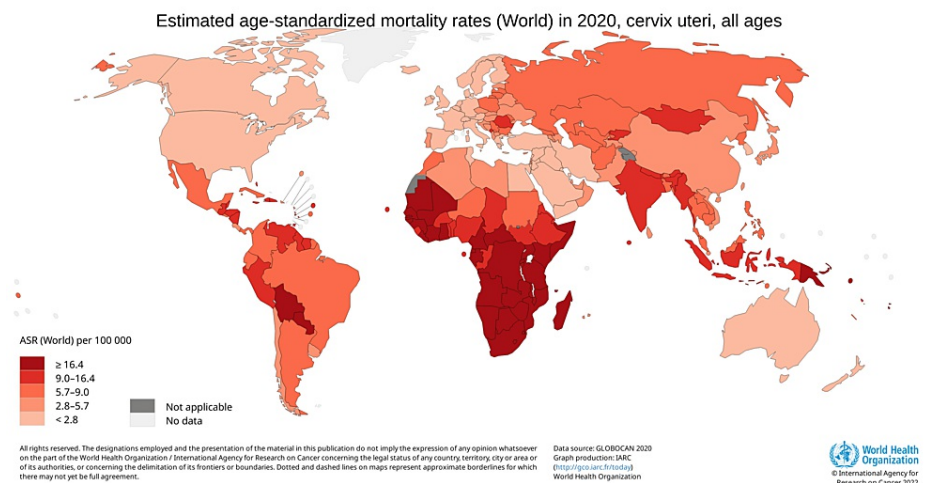 Estimated age-standardized mortality rates (World) in 2020, cervix uteri, all ages
ASR (World) per 100 000
≥ 16.4
9.0–16.4
5.7–9.0
2.8–5.7
< 2.8
Not applicable
No data
All rights reserved. The designations employed and the presentation of the material in this publication do not imply the expression of any opinion whatsoever
on the part of the World Health Organization / International Agency for Research on Cancer concerning the legal status of any country, territory, city or area
or of its authorities, or concerning the delimitation of its frontiers or boundaries. Dotted and dashed lines on maps represent approximate borderlines for which
there may not yet be full agreement.
Data source: GLOBOCAN 2020
Graph production: IARC
(http://gco.iarc.fr/today)
World Health Organization
World Health
Organization
© International Agency for
Research on Cancer 2022